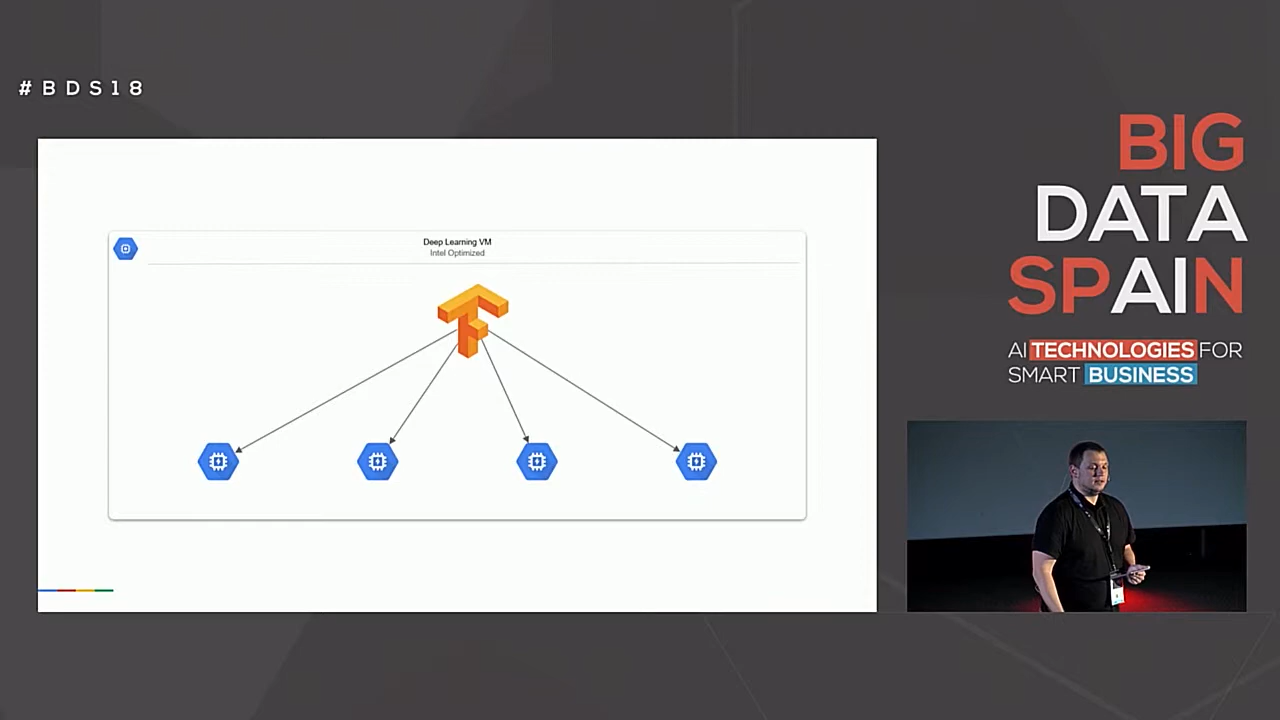 #BDS18
Deep Learning VM
Intel Optimized
BIG
DATA
SPAIN
AI TECHNOLOGIES FOR
SMART BUSINESS